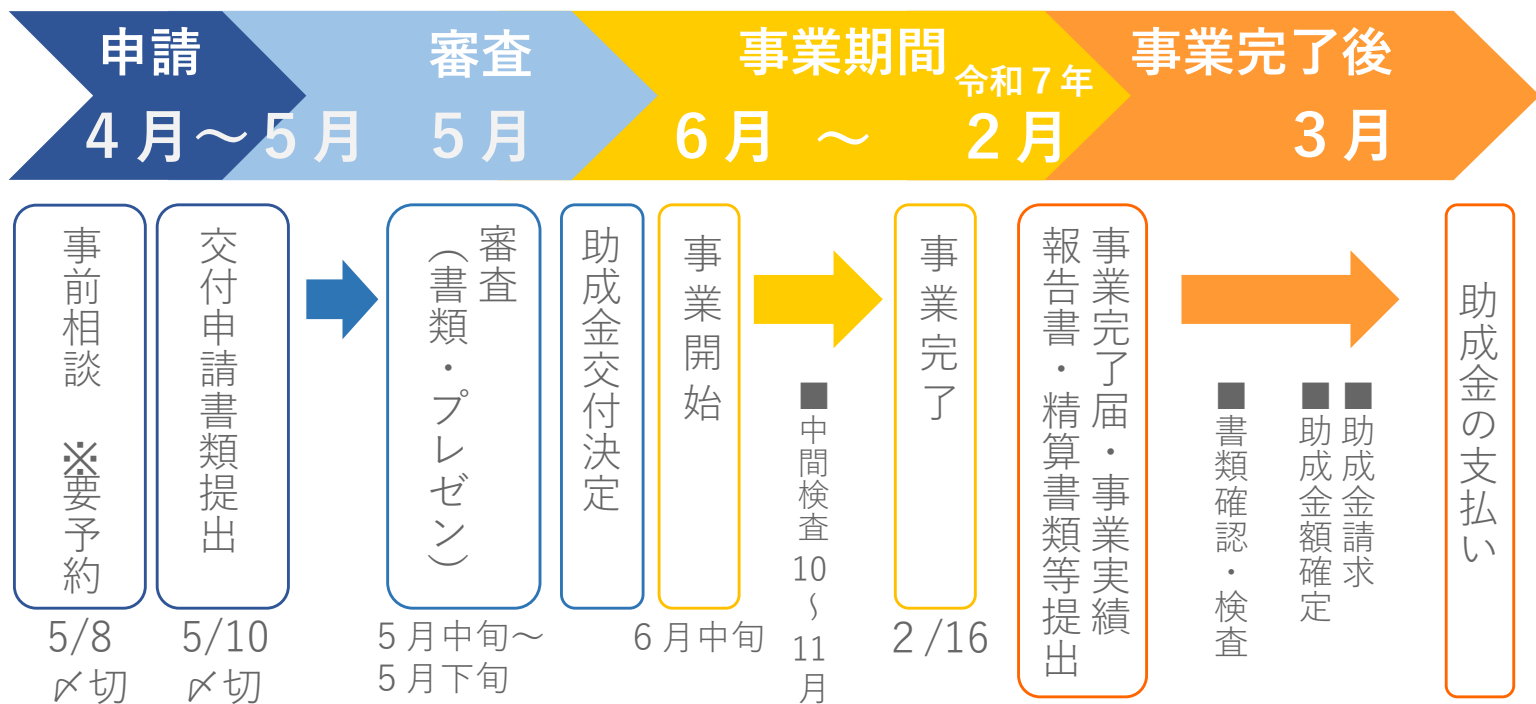 申請
4月～5月
審査
5月
事業期間
令和7年
6月 ～ 2月
事業完了後
3月
事前相談 ※要予約
5/8
〆切
交付申請書類提出
5/10
〆切
審査
（書類・プレゼン）
5月中旬～
5月下旬
助成金交付決定
事業開始
6月中旬
■中間検査10～11月
事業完了
2/16
事業完了届・事業実績
報告書・精算書類等提出
■書類確認・検査
■助成金額確定
■助成金請求
助成金の支払い